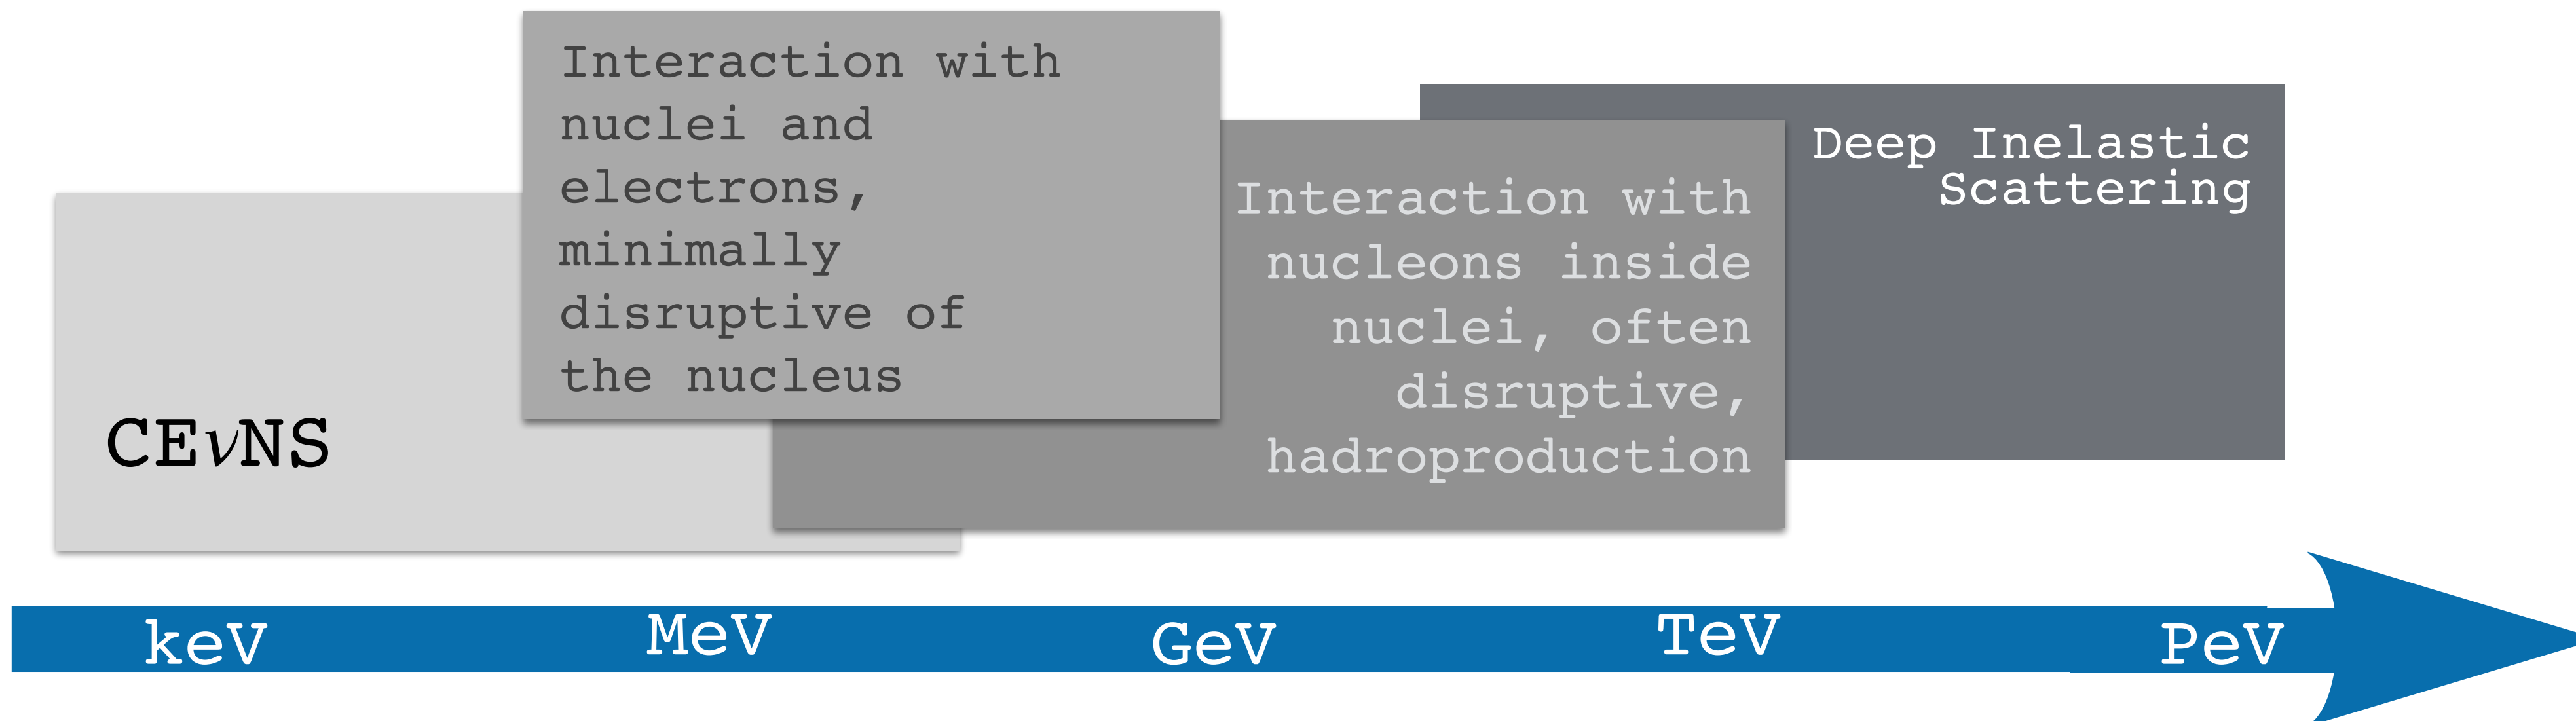 CEνNS
Interaction with
nuclei and
electrons,
minimally
disruptive of
the nucleus
Interaction with
nucleons inside
nuclei, often
disruptive,
hadroproduction
Deep Inelastic
Scattering
keV
MeV
GeV
TeV
PeV